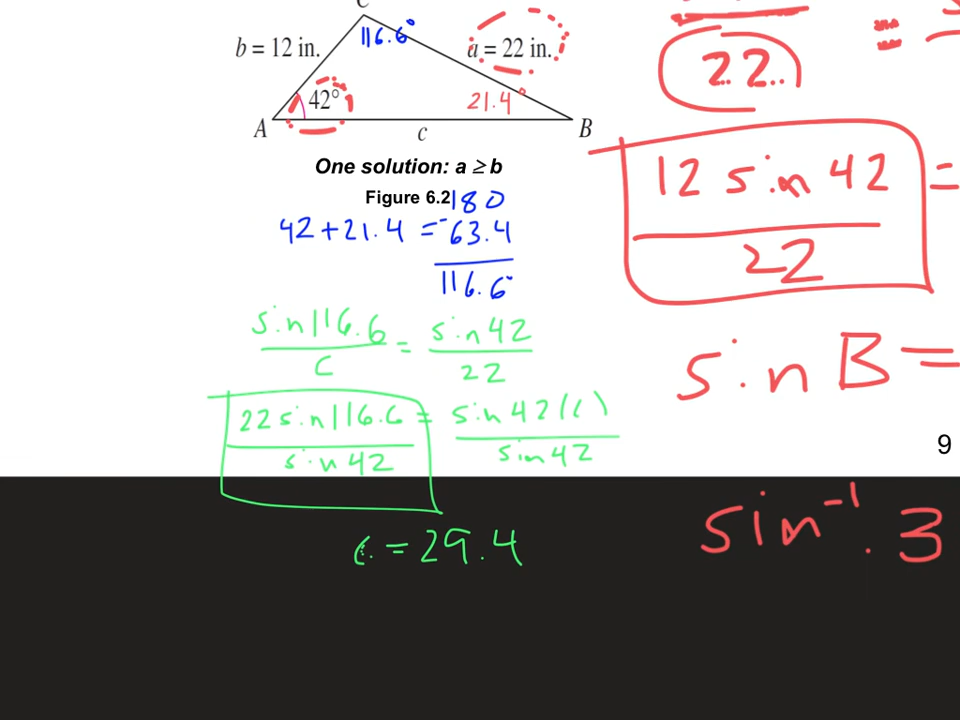 C
b = 12 in.
116.6°
a = 22 in.
42°
21.4°
A
c
B
One solution: a ≥ b
Figure 6.2
180
42 + 21.4 = -63.4
116.6°
sin 116.6 / c = sin 42 / 22
22 sin 116.6 / sin 42 = sin 42 (c) / sin 42
c = 29.4
22
=
12 sin 42 / 22 =
sin B =
9
sin⁻¹ .3